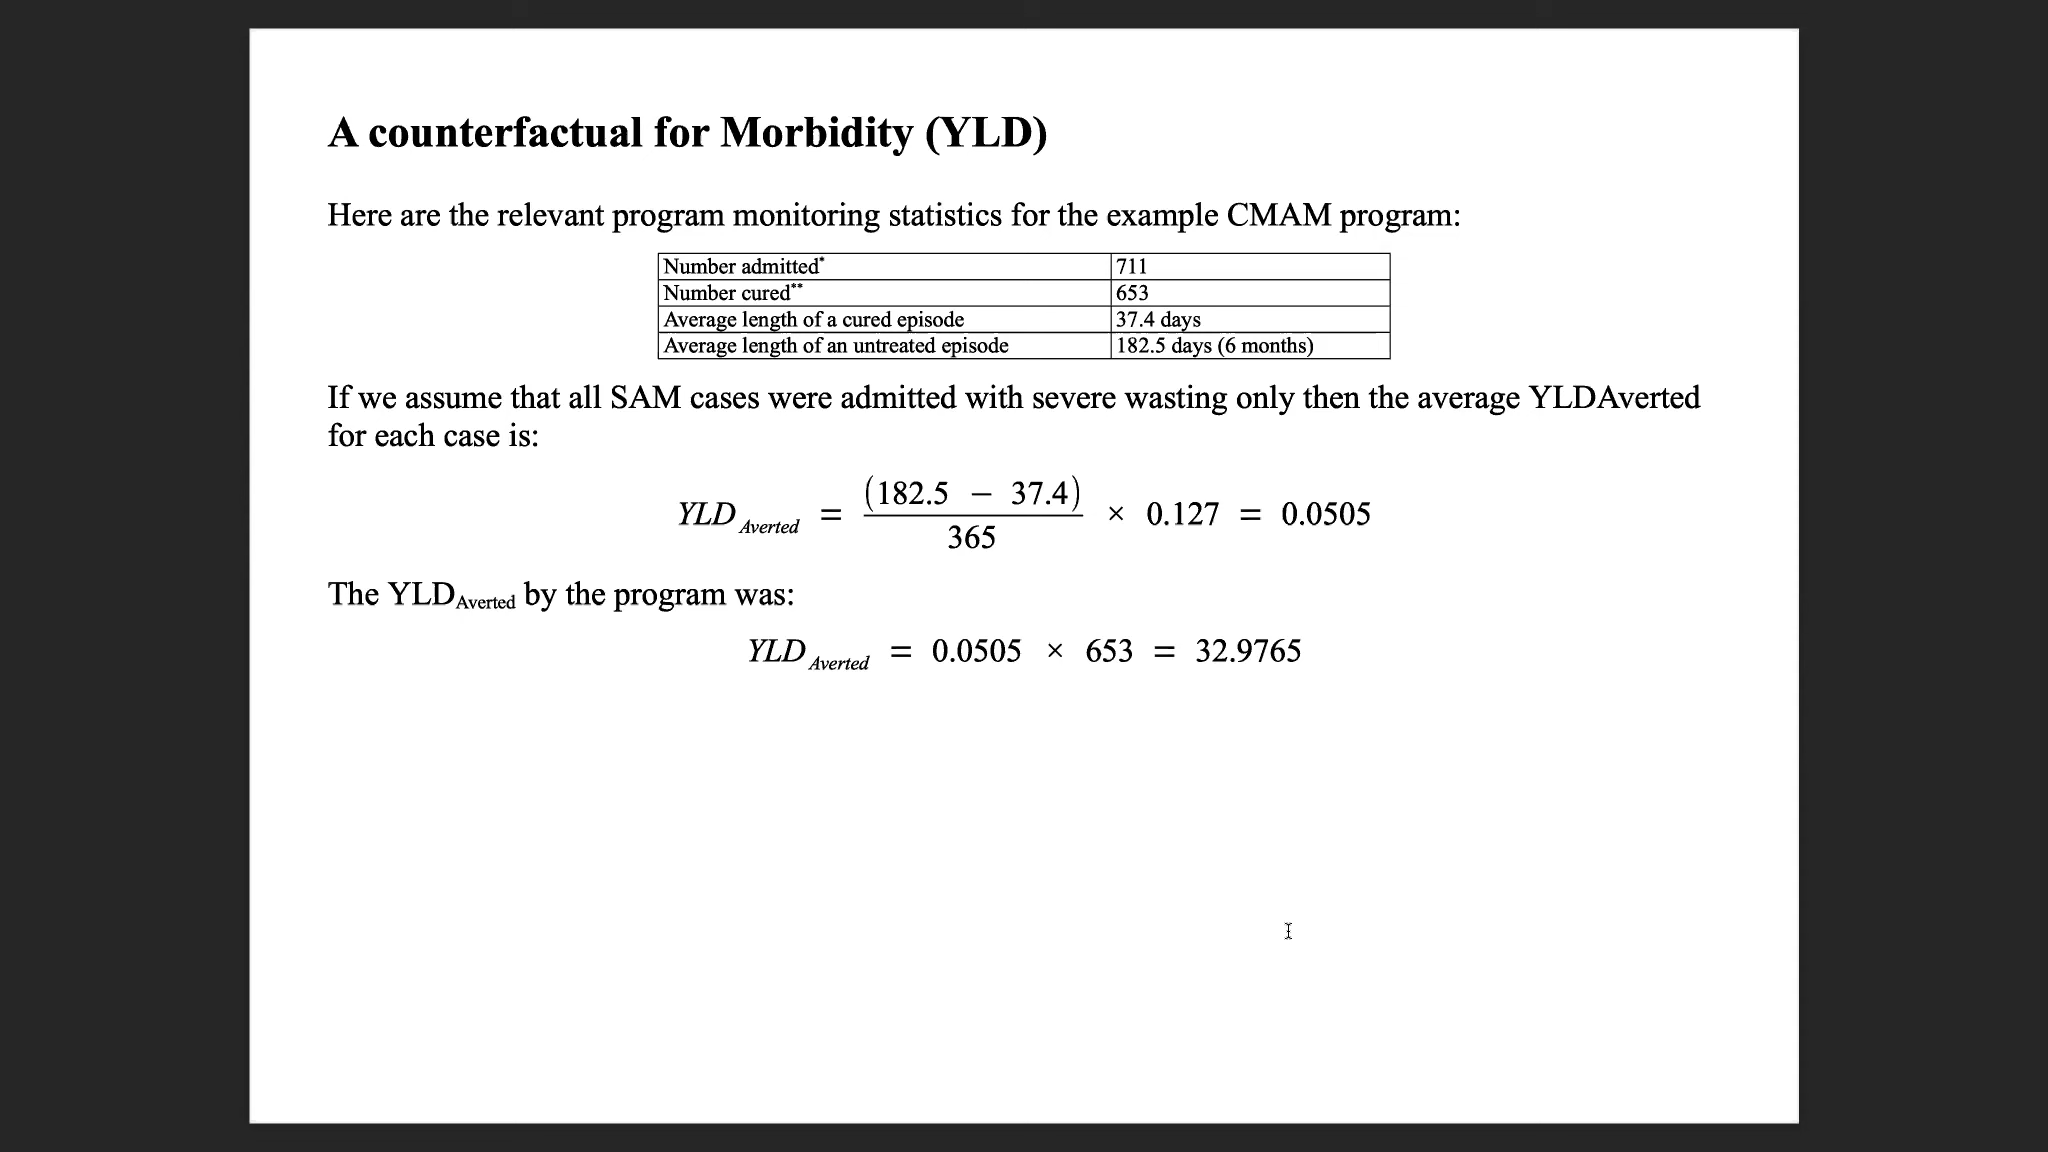 A counterfactual for Morbidity (YLD)
Here are the relevant program monitoring statistics for the example CMAM program:
Number admitted* 711
Number cured** 653
Average length of a cured episode 37.4 days
Average length of an untreated episode 182.5 days (6 months)
If we assume that all SAM cases were admitted with severe wasting only then the average YLDAverted
for each case is:
YLD Averted = (182.5 − 37.4) / 365 × 0.127 = 0.0505
The YLDAverted by the program was:
YLD Averted = 0.0505 × 653 = 32.9765